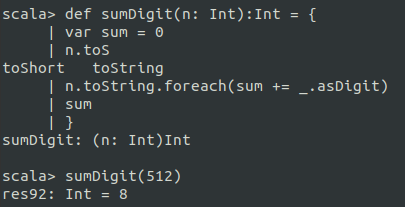 scala> def sumDigit(n: Int):Int = {
     | var sum = 0
     | n.toS
toShort   toString
     | n.toString.foreach(sum += _.asDigit)
     | sum
     | }
sumDigit: (n: Int)Int

scala> sumDigit(512)
res92: Int = 8